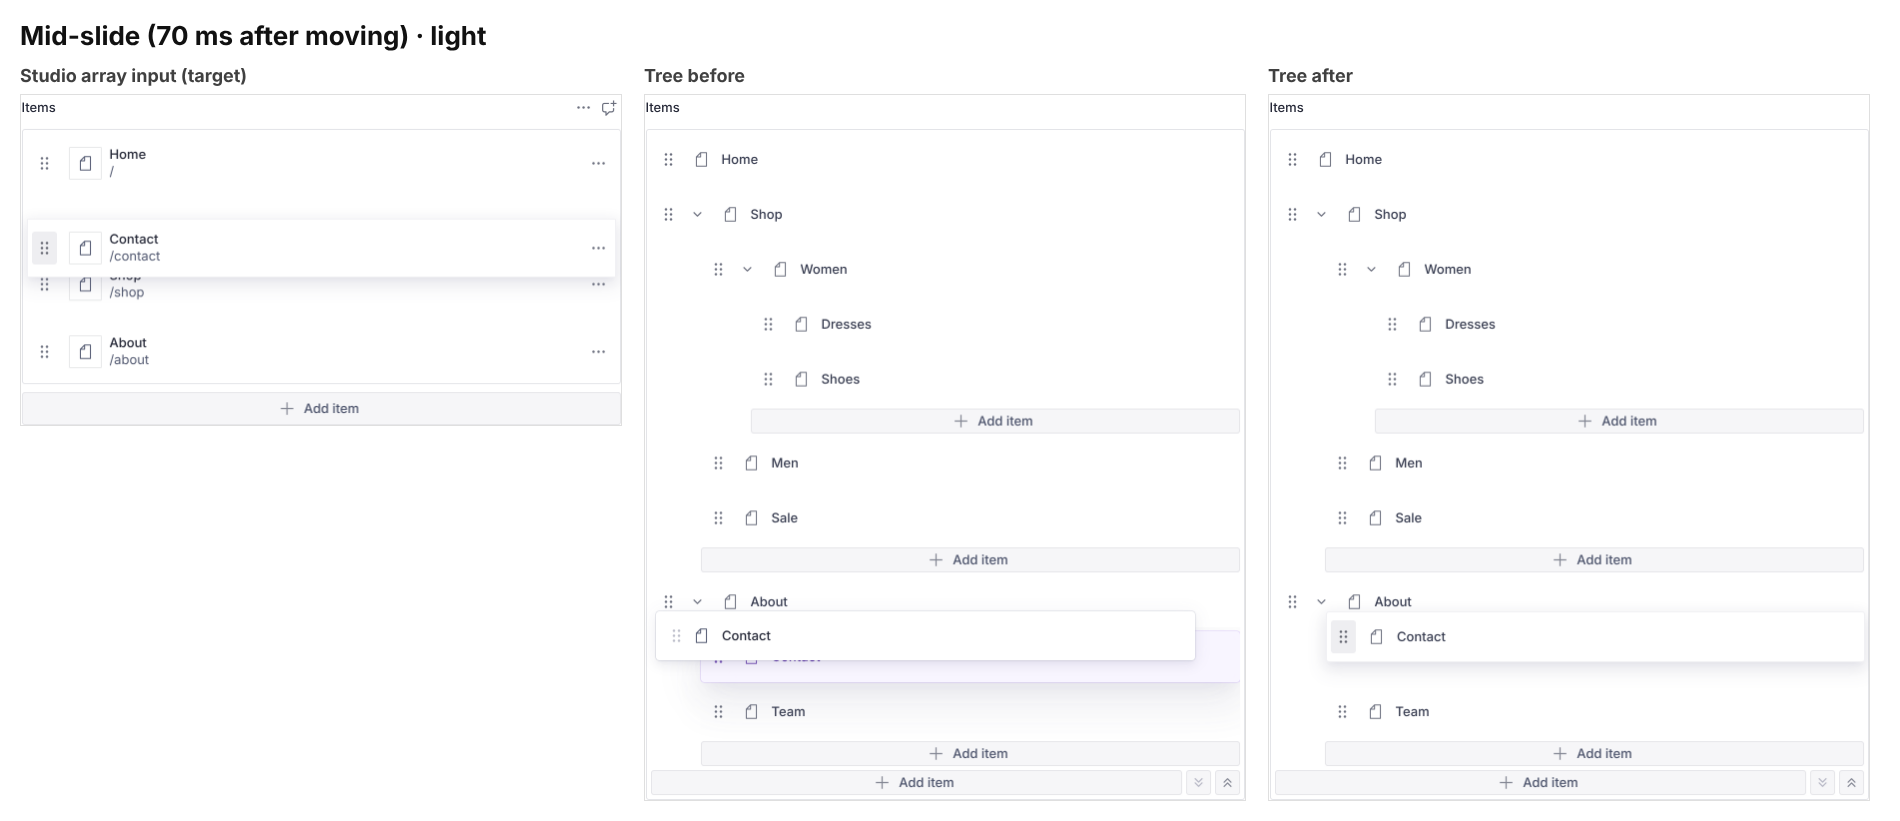 Mid-slide (70 ms after moving) · light
Studio array input (target)
Items
Home
/
Contact
/contact
Shop
/shop
About
/about
Add item
Tree before
Items
Home
Shop
Women
Dresses
Shoes
Add item
Men
Sale
Add item
About
Contact
Contact
Team
Add item
Add item
Tree after
Items
Home
Shop
Women
Dresses
Shoes
Add item
Men
Sale
Add item
About
Contact
Team
Add item
Add item